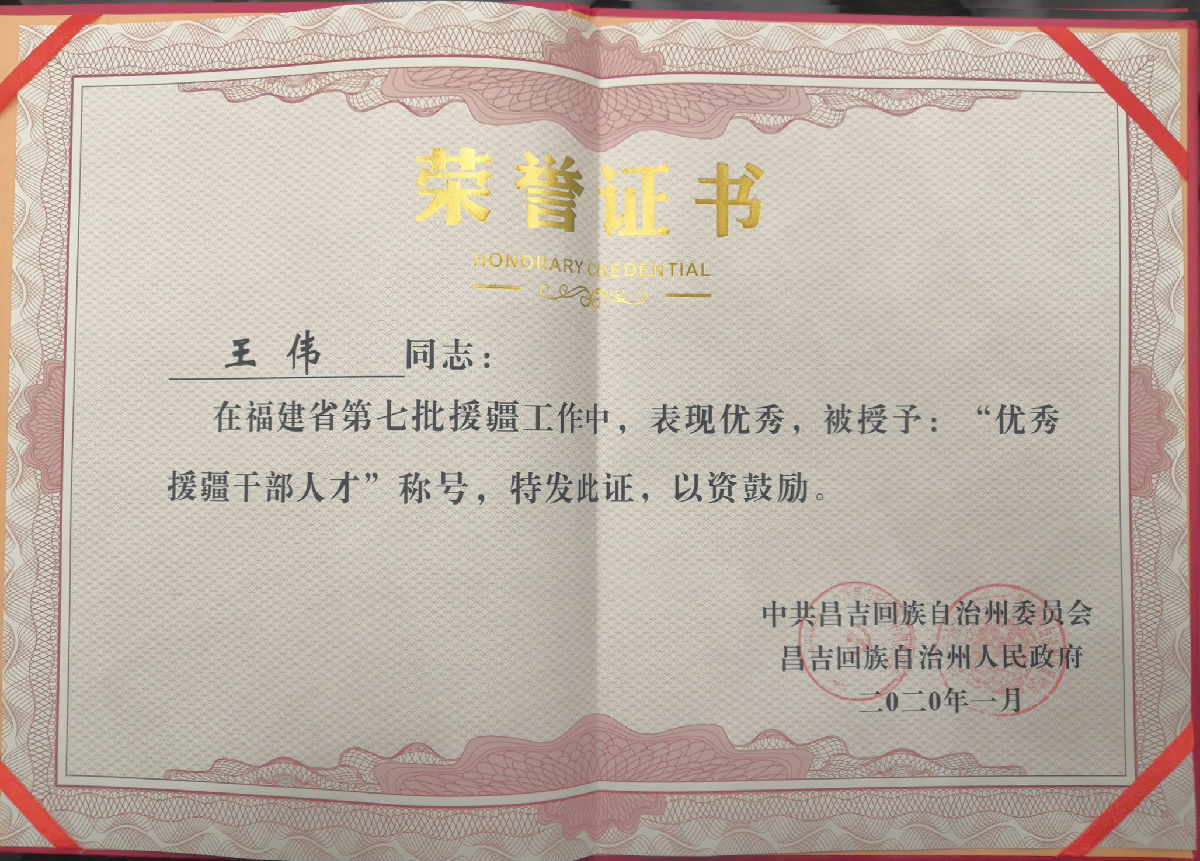 荣誉证书
HONORARY CREDENTIAL
王伟 同志：
在福建省第七批援疆工作中，表现优秀，被授予：“优秀
援疆干部人才”称号，特发此证，以资鼓励。
中共昌吉回族自治州委员会
昌吉回族自治州人民政府
二0二0年一月